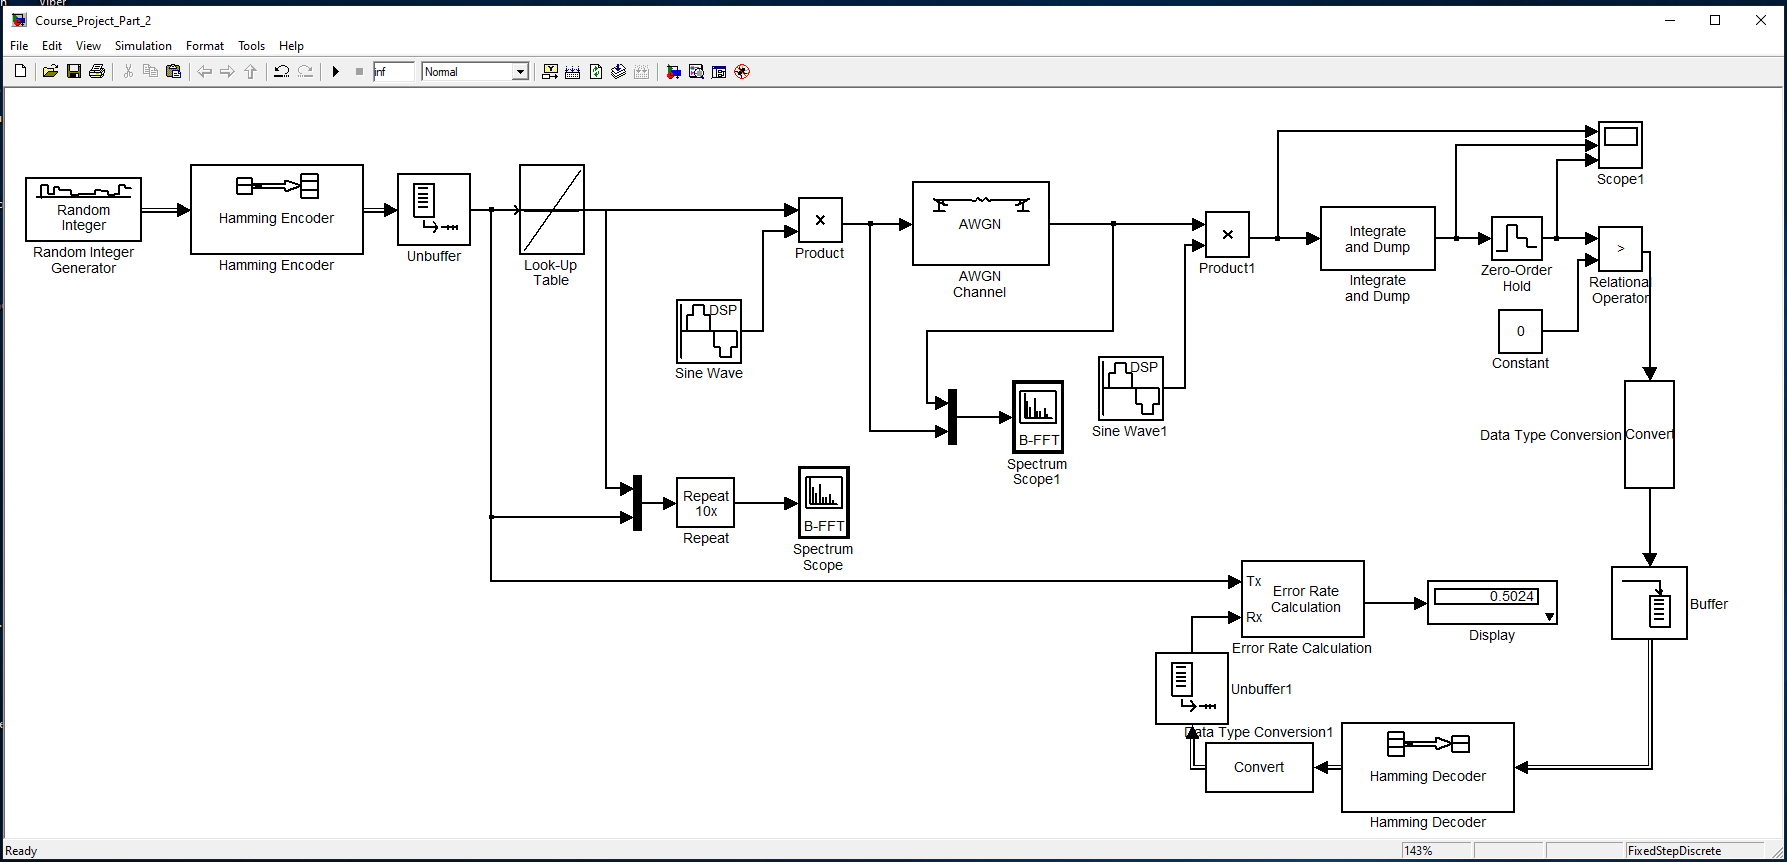 Viber
Course_Project_Part_2
File Edit View Simulation Format Tools Help
inf
Normal
Random
Integer
Random Integer
Generator
Hamming Encoder
Hamming Encoder
Unbuffer
Look-Up
Table
DSP
Sine Wave
×
Product
AWGN
AWGN
Channel
×
Product1
Integrate
and Dump
Integrate
and Dump
Zero-Order
Hold
Scope1
>
Relational
Operator
0
Constant
DSP
Sine Wave1
B-FFT
Spectrum
Scope1
Data Type Conversion
Convert
Repeat
10x
Repeat
B-FFT
Spectrum
Scope
Tx
Rx
Error Rate
Calculation
Error Rate Calculation
0.5024
Display
Buffer
Unbuffer1
Data Type Conversion1
Convert
Hamming Decoder
Hamming Decoder
Ready
143%
FixedStepDiscrete